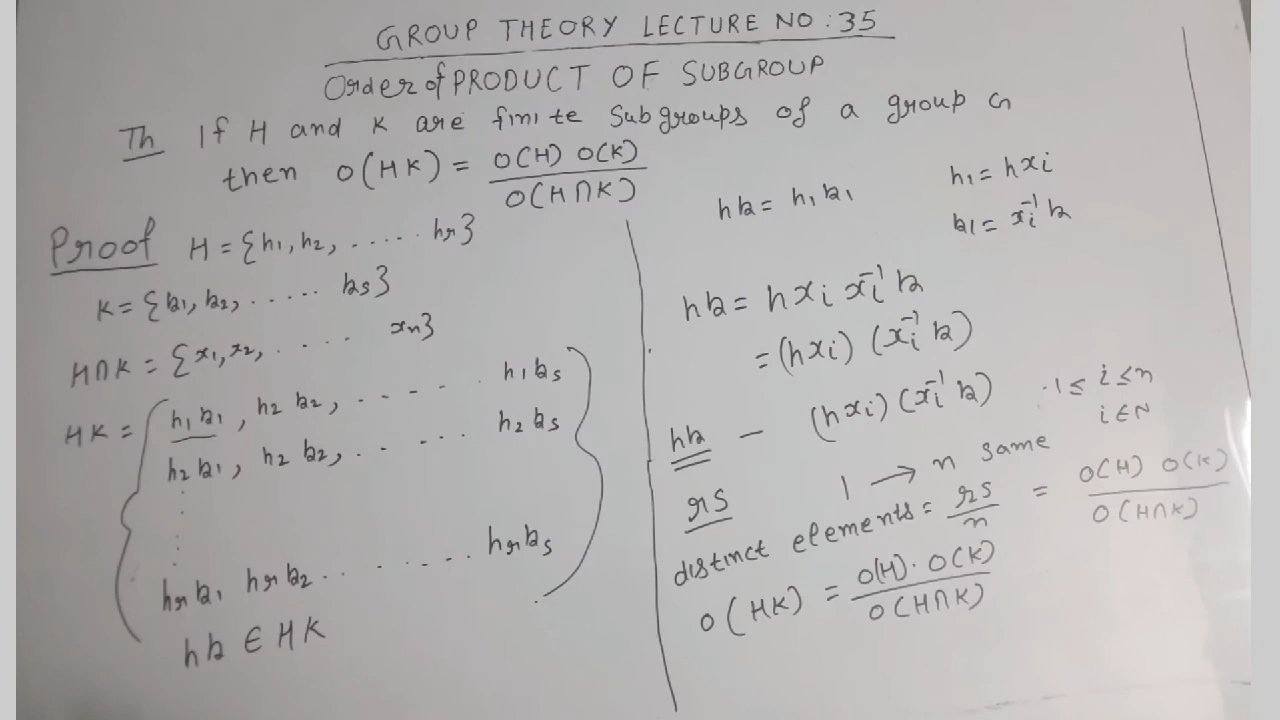 GROUP THEORY LECTURE NO : 35
Order of PRODUCT OF SUBGROUP
Th If H and K are finite Subgroups of a group G
then O(HK) = O(H) O(K) / O(H∩K)
Proof H = {h₁, h₂, ..... hr}
K = {k₁, k₂, ..... ks}
H∩K = {x₁, x₂, ..... xn}
HK = { h₁k₁, h₂k₂, ..... h₁ks
h₂k₁, h₂k₂, ..... h₂ks
⋮
hrk₁ hrk₂ ..... hrks }
hk ∈ HK
hk = h₁k₁ h₁ = hxi
k₁ = xi⁻¹k
hk = hxi xi⁻¹k
= (hxi) (xi⁻¹k)
hk — (hxi) (xi⁻¹k) 1 ≤ i ≤ n
i ∈ N
rs 1 → n same
distinct elements = rs / n = O(H) O(K) / O(H∩K)
O(HK) = O(H) · O(K) / O(H∩K)